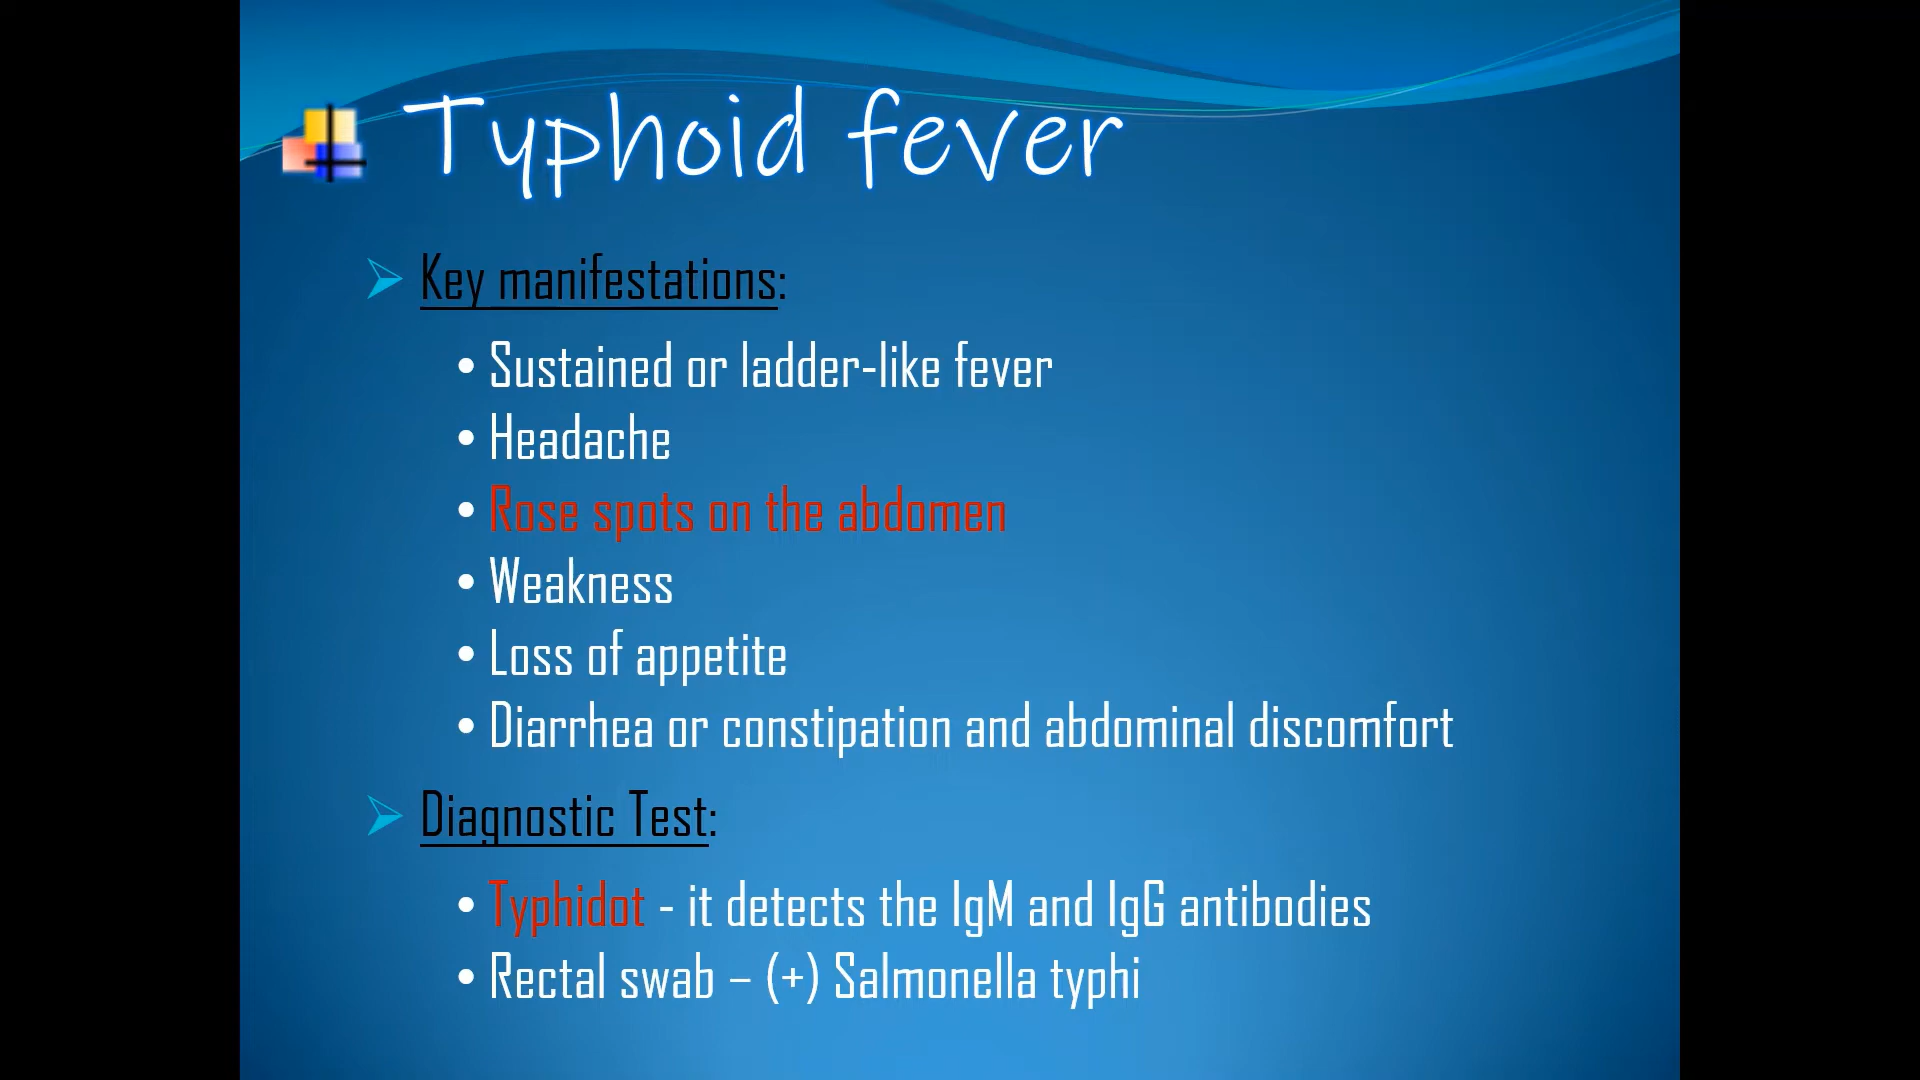 Typhoid fever
Key manifestations:
• Sustained or ladder-like fever
• Headache
• Rose spots on the abdomen
• Weakness
• Loss of appetite
• Diarrhea or constipation and abdominal discomfort
Diagnostic Test:
• Typhidot - it detects the IgM and IgG antibodies
• Rectal swab – (+) Salmonella typhi